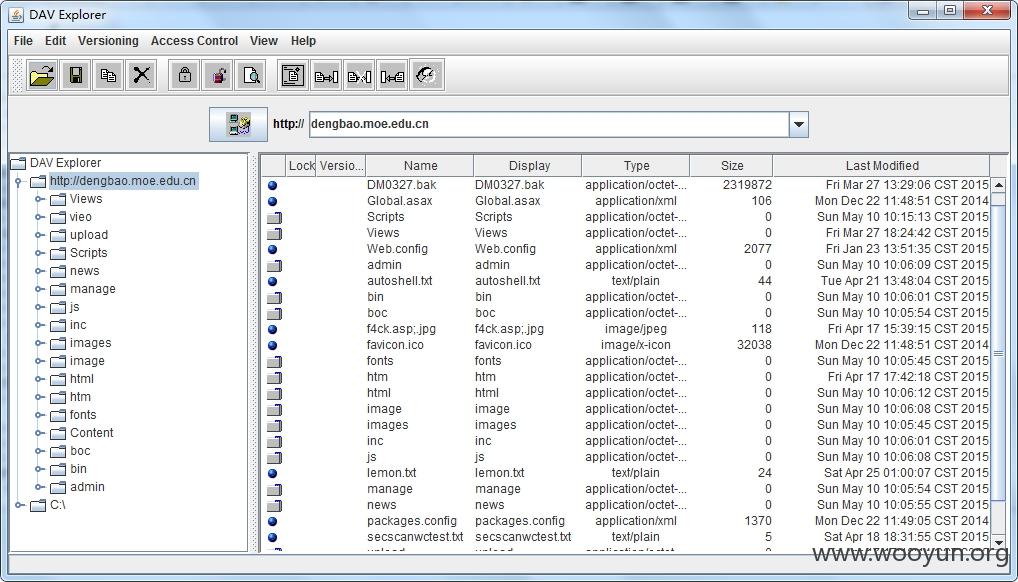 DAV Explorer
File Edit Versioning Access Control View Help
http:// dengbao.moe.edu.cn
DAV Explorer
http://dengbao.moe.edu.cn
Views
vieo
upload
Scripts
news
manage
js
inc
images
image
html
htm
fonts
Content
boc
bin
admin
C:\
Lock Versio... Name Display Type Size Last Modified
DM0327.bak DM0327.bak application/octet-... 2319872 Fri Mar 27 13:29:06 CST 2015
Global.asax Global.asax application/xml 106 Mon Dec 22 11:48:51 CST 2014
Scripts Scripts application/octet-... 0 Sun May 10 10:15:13 CST 2015
Views Views application/octet-... 0 Fri Mar 27 18:24:42 CST 2015
Web.config Web.config application/xml 2077 Fri Jan 23 13:51:35 CST 2015
admin admin application/octet-... 0 Sun May 10 10:06:09 CST 2015
autoshell.txt autoshell.txt text/plain 44 Tue Apr 21 13:48:04 CST 2015
bin bin application/octet-... 0 Sun May 10 10:06:01 CST 2015
boc boc application/octet-... 0 Sun May 10 10:05:54 CST 2015
f4ck.asp;.jpg f4ck.asp;.jpg image/jpeg 118 Fri Apr 17 15:39:15 CST 2015
favicon.ico favicon.ico image/x-icon 32038 Mon Dec 22 11:48:51 CST 2014
fonts fonts application/octet-... 0 Sun May 10 10:05:45 CST 2015
htm htm application/octet-... 0 Fri Apr 17 17:42:18 CST 2015
html html application/octet-... 0 Sun May 10 10:06:12 CST 2015
image image application/octet-... 0 Sun May 10 10:06:08 CST 2015
images images application/octet-... 0 Sun May 10 10:05:45 CST 2015
inc inc application/octet-... 0 Sun May 10 10:06:01 CST 2015
js js application/octet-... 0 Sun May 10 10:06:08 CST 2015
lemon.txt lemon.txt text/plain 24 Sat Apr 25 01:00:07 CST 2015
manage manage application/octet-... 0 Sun May 10 10:05:54 CST 2015
news news application/octet-... 0 Sun May 10 10:05:55 CST 2015
packages.config packages.config application/xml 1370 Mon Dec 22 11:49:05 CST 2014
secscanwctest.txt secscanwctest.txt text/plain 5 Sat Apr 18 18:31:55 CST 2015
www.wooyun.org